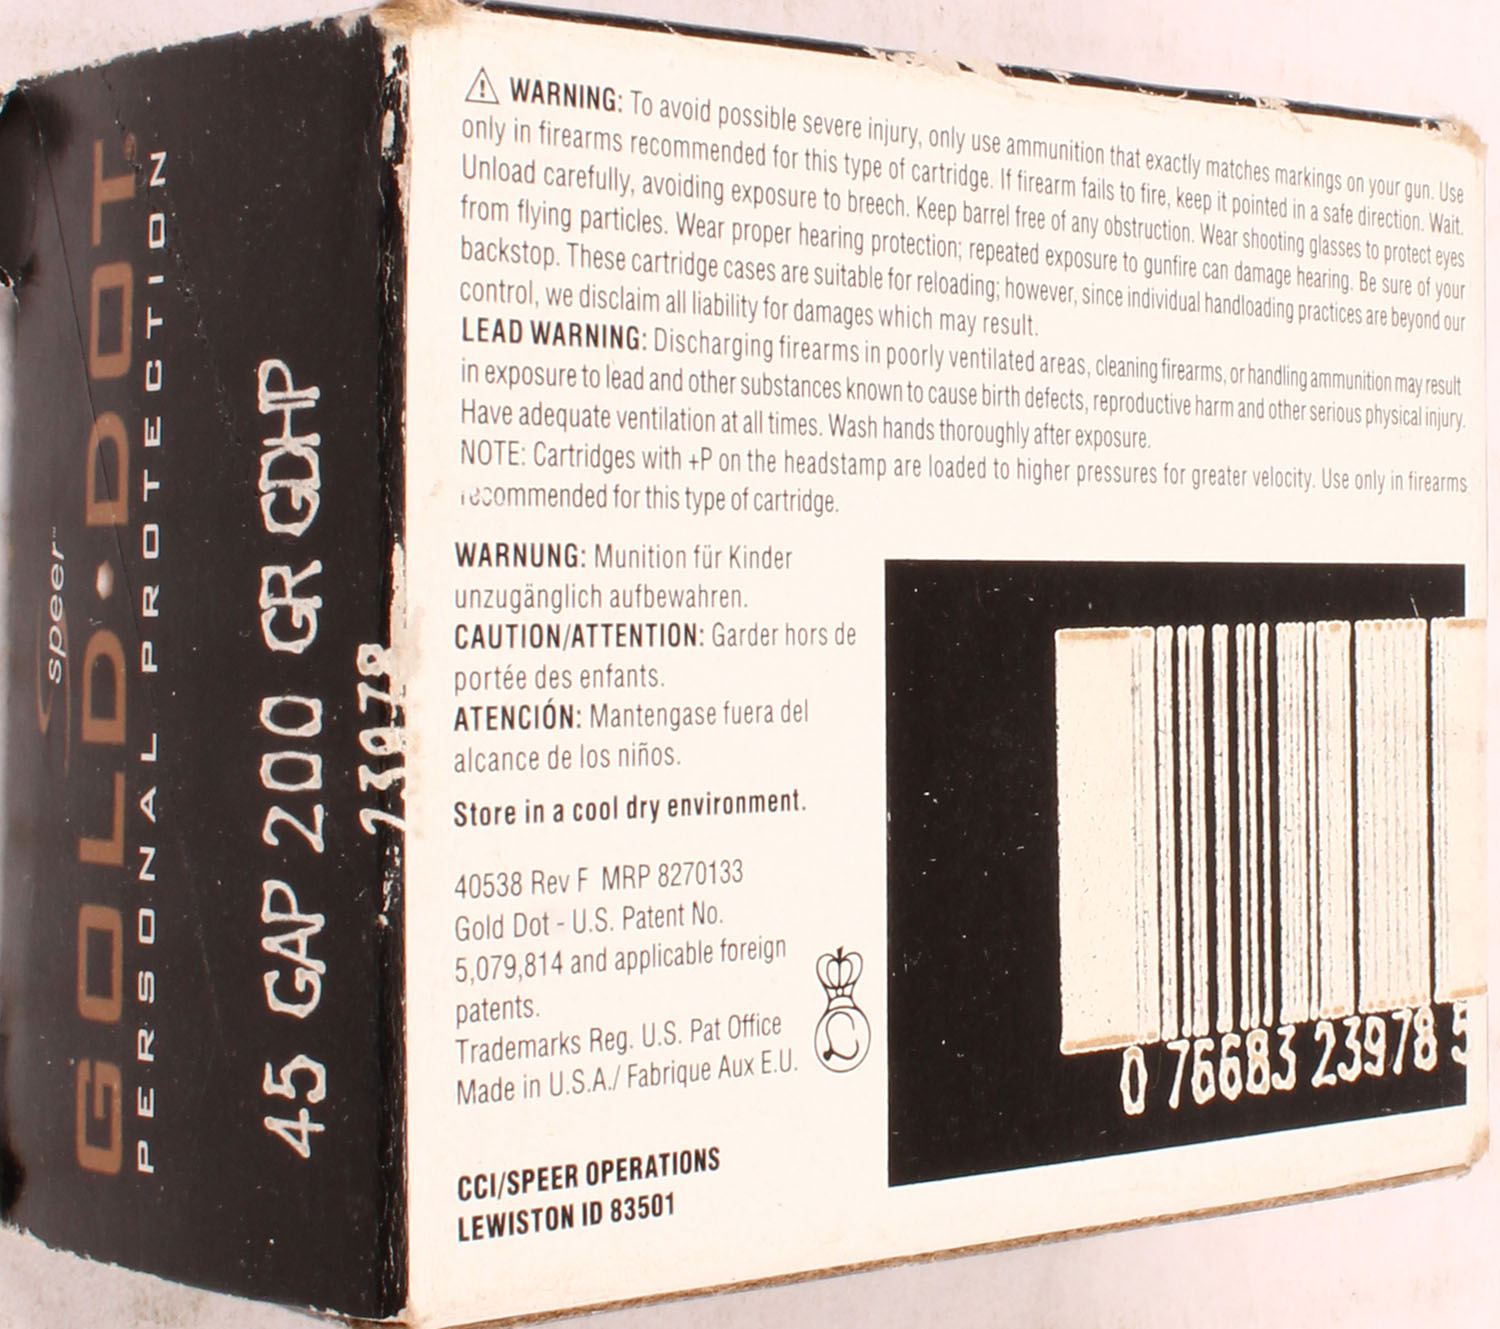 speer™
GOLD·DOT®
PERSONAL PROTECTION
45 GAP 200 GR GDHP
23978
⚠ WARNING: To avoid possible severe injury, only use ammunition that exactly matches markings on your gun. Use
only in firearms recommended for this type of cartridge. If firearm fails to fire, keep it pointed in a safe direction. Wait.
Unload carefully, avoiding exposure to breech. Keep barrel free of any obstruction. Wear shooting glasses to protect eyes
from flying particles. Wear proper hearing protection; repeated exposure to gunfire can damage hearing. Be sure of your
backstop. These cartridge cases are suitable for reloading; however, since individual handloading practices are beyond our
control, we disclaim all liability for damages which may result.
LEAD WARNING: Discharging firearms in poorly ventilated areas, cleaning firearms, or handling ammunition may result
in exposure to lead and other substances known to cause birth defects, reproductive harm and other serious physical injury.
Have adequate ventilation at all times. Wash hands thoroughly after exposure.
NOTE: Cartridges with +P on the headstamp are loaded to higher pressures for greater velocity. Use only in firearms
recommended for this type of cartridge.
WARNUNG: Munition für Kinder
unzugänglich aufbewahren.
CAUTION/ATTENTION: Garder hors de
portée des enfants.
ATENCIÓN: Mantengase fuera del
alcance de los niños.
Store in a cool dry environment.
40538 Rev F MRP 8270133
Gold Dot - U.S. Patent No.
5,079,814 and applicable foreign
patents.
Trademarks Reg. U.S. Pat Office
Made in U.S.A./ Fabrique Aux E.U.
L
CCI/SPEER OPERATIONS
LEWISTON ID 83501
0 76683 23978 5